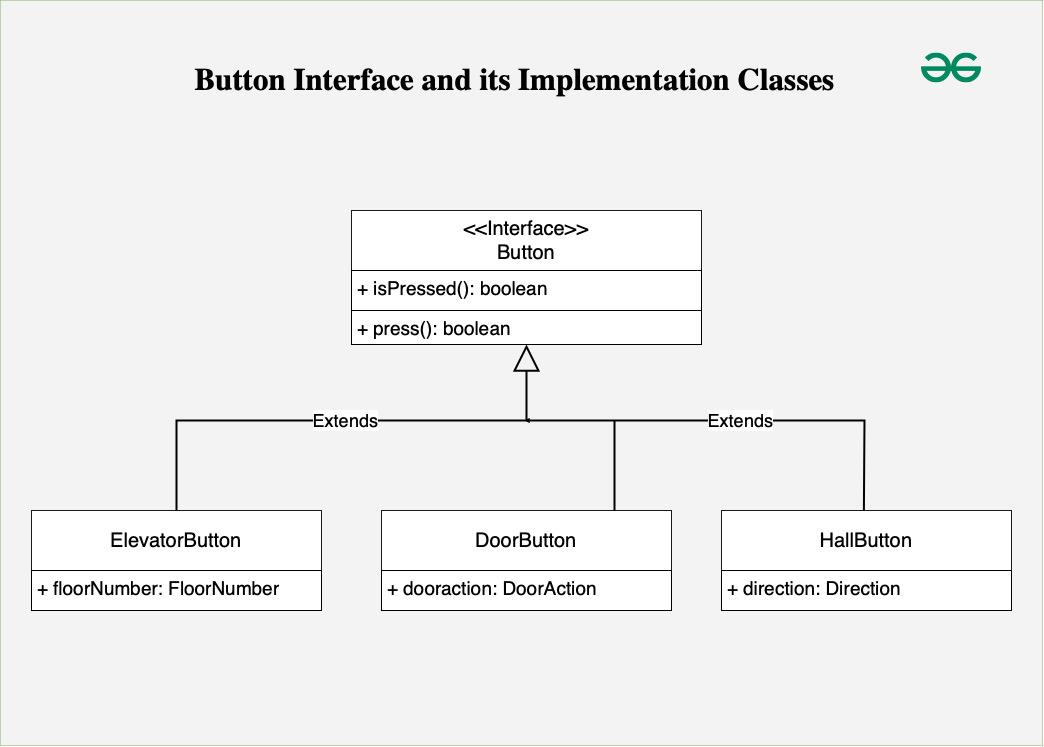 Button Interface and its Implementation Classes
<<Interface>>
Button
+ isPressed(): boolean
+ press(): boolean
Extends
Extends
ElevatorButton
+ floorNumber: FloorNumber
DoorButton
+ dooraction: DoorAction
HallButton
+ direction: Direction